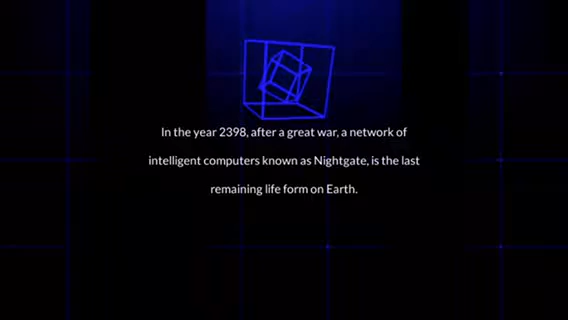 In the year 2398, after a great war, a network of
intelligent computers known as Nightgate, is the last
remaining life form on Earth.